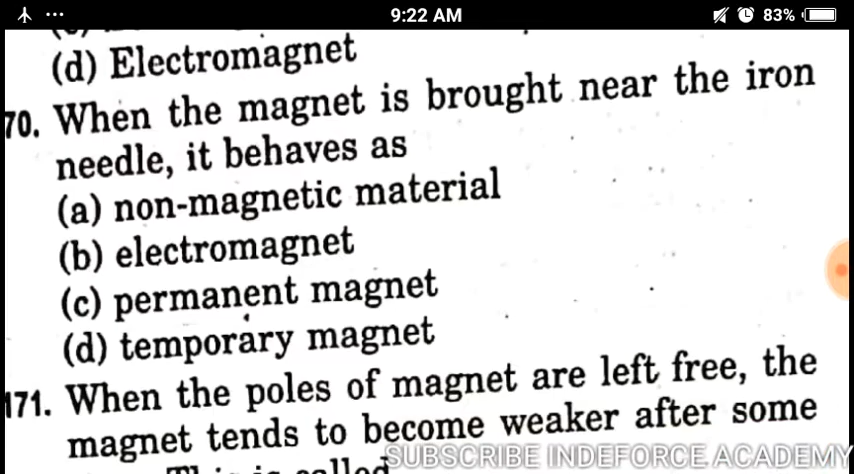 9:22 AM
83%
(d) Electromagnet
70. When the magnet is brought near the iron
needle, it behaves as
(a) non-magnetic material
(b) electromagnet
(c) permanent magnet
(d) temporary magnet
171. When the poles of magnet are left free, the
magnet tends to become weaker after some
is called
SUBSCRIBE INDEFORCE ACADEMY